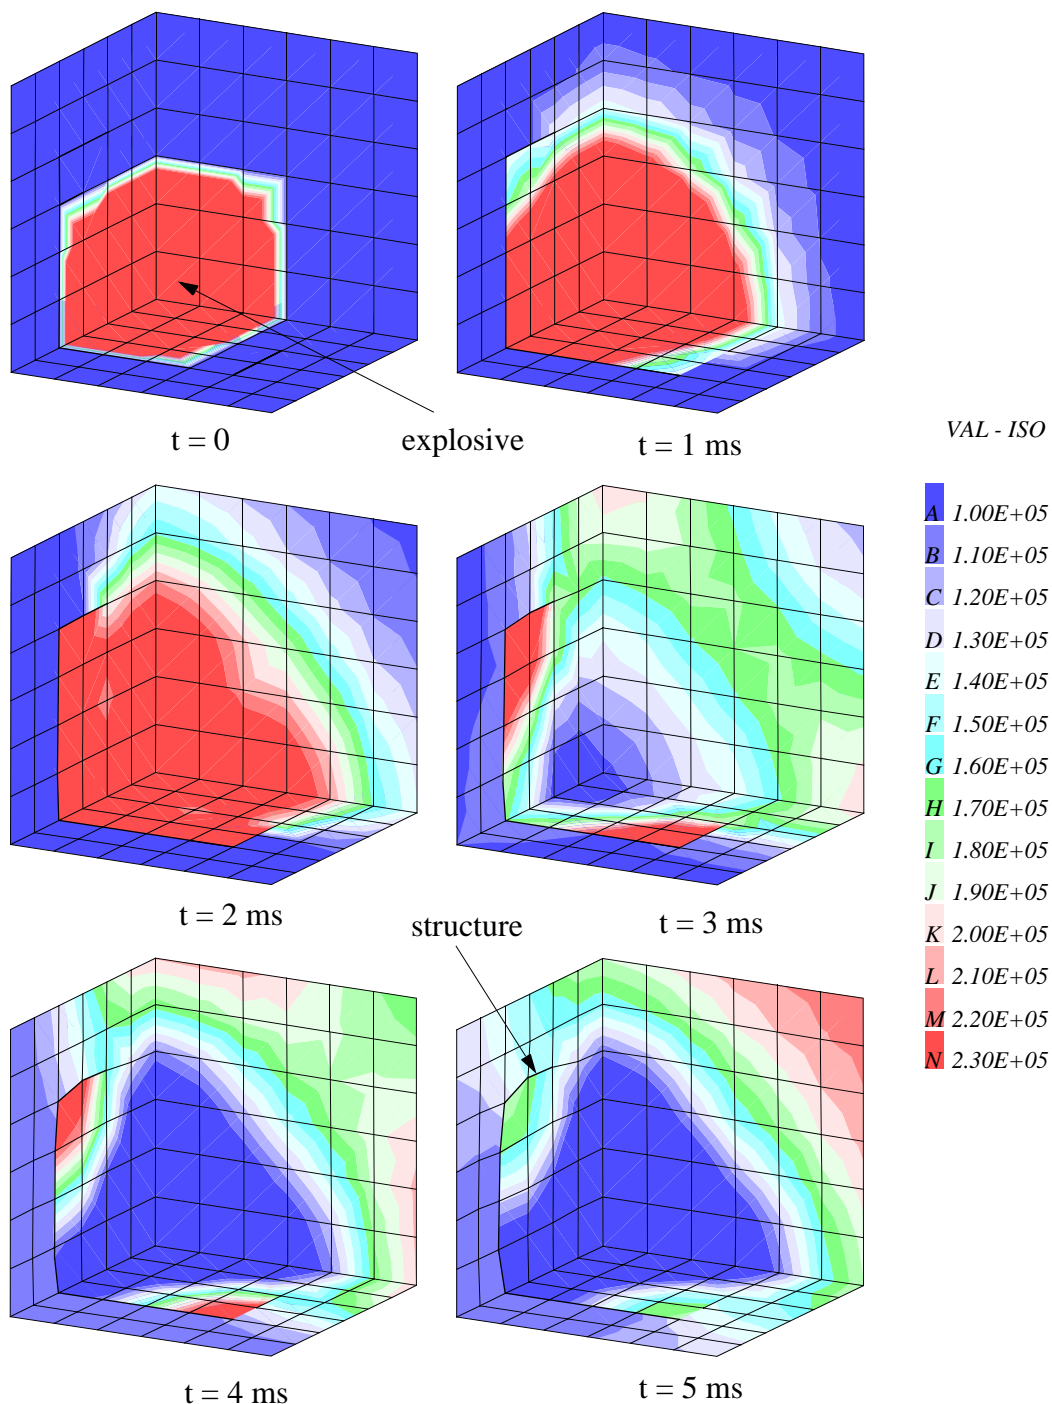 t = 0
explosive
t = 1 ms
VAL - ISO
A 1.00E+05
B 1.10E+05
C 1.20E+05
D 1.30E+05
E 1.40E+05
F 1.50E+05
G 1.60E+05
H 1.70E+05
I 1.80E+05
J 1.90E+05
K 2.00E+05
L 2.10E+05
M 2.20E+05
N 2.30E+05
t = 2 ms
structure
t = 3 ms
t = 4 ms
t = 5 ms